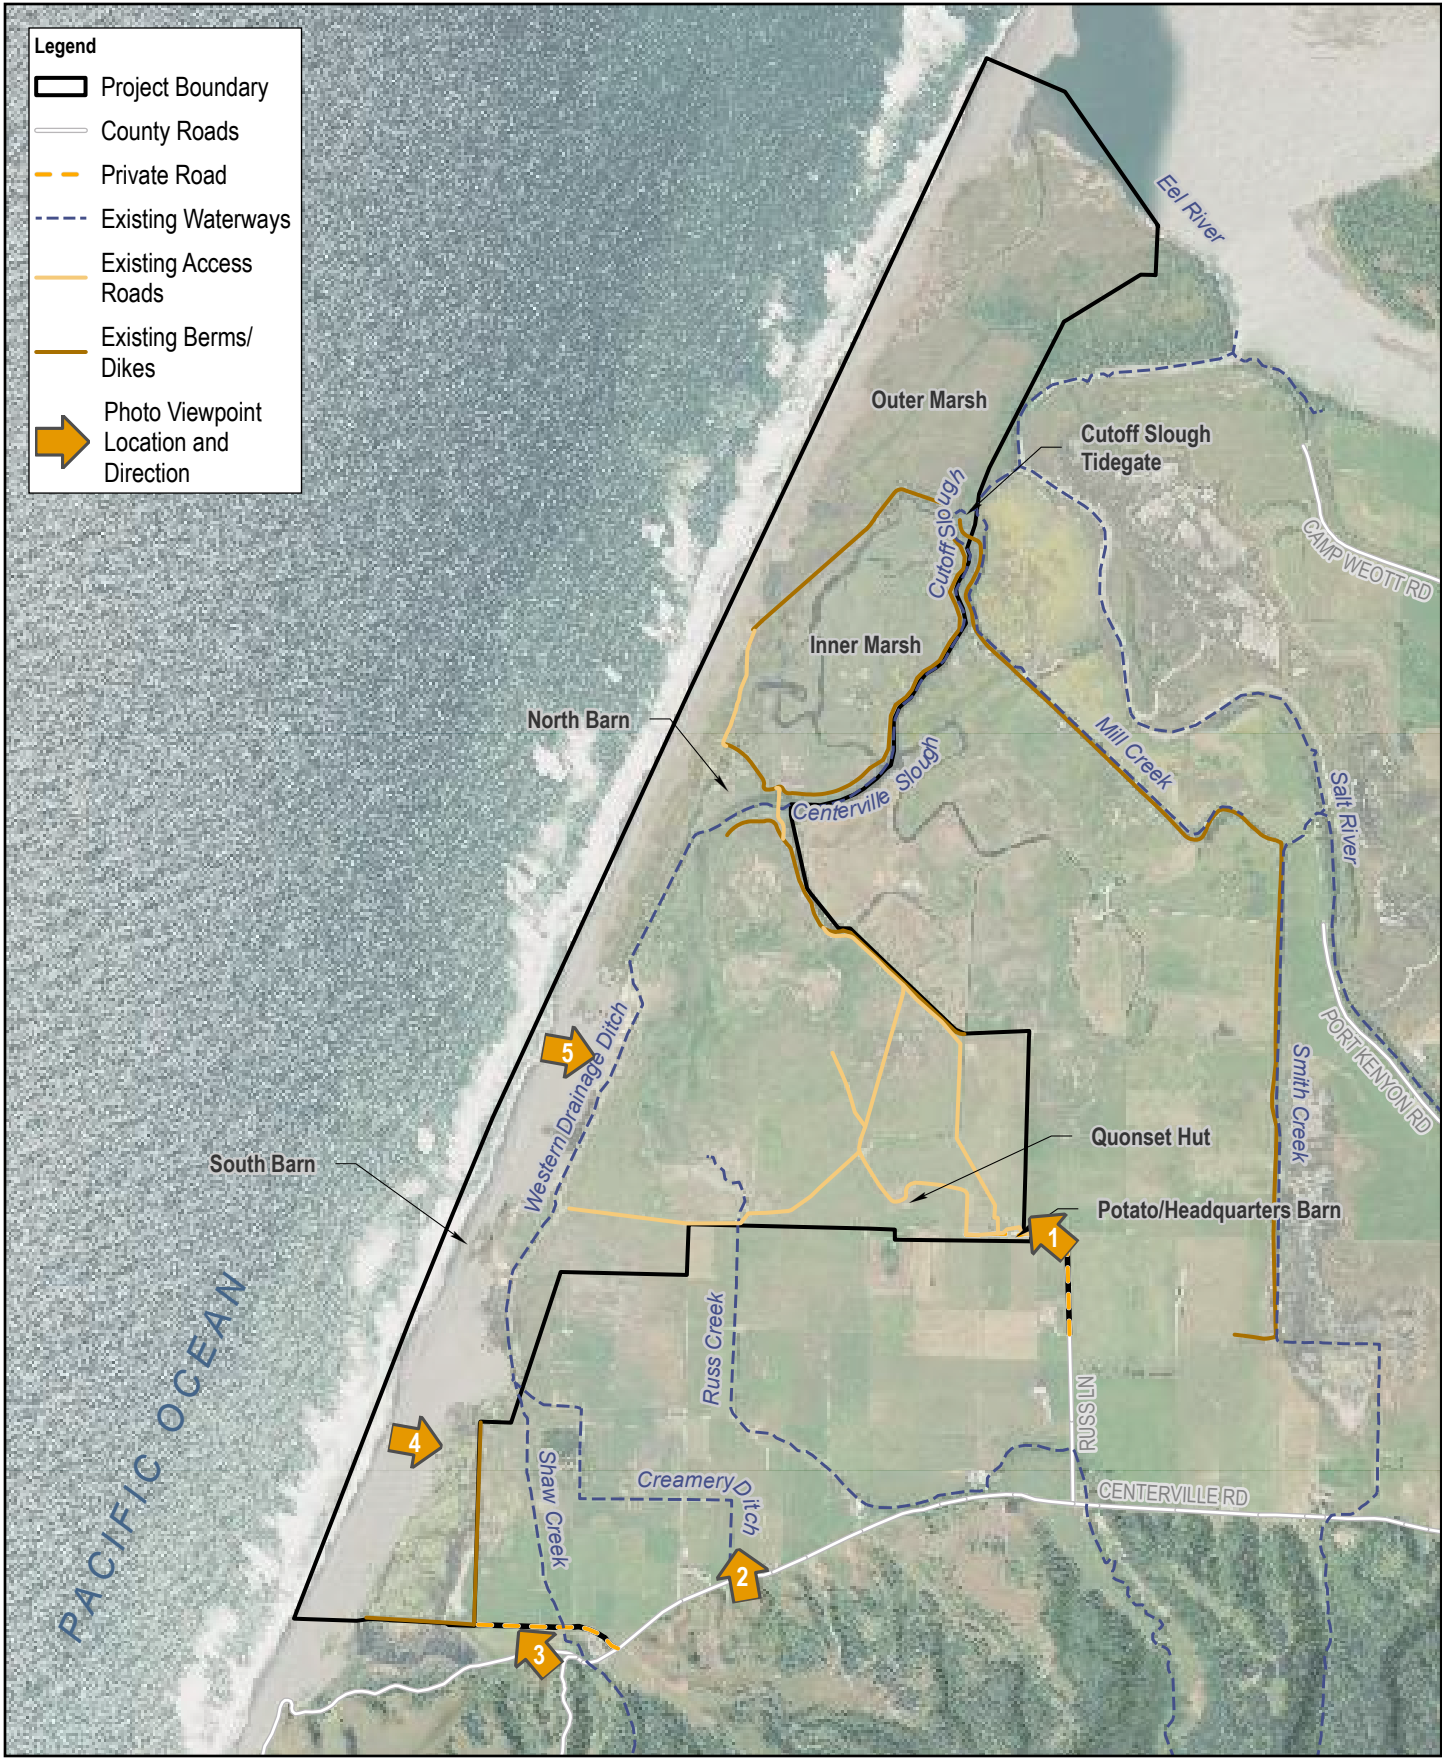 Legend
Project Boundary
County Roads
Private Road
Existing Waterways
Existing Access
Roads
Existing Berms/
Dikes
Photo Viewpoint
Location and
Direction
Eel River
Outer Marsh
Cutoff Slough
Tidegate
Cutoff Slough
CAMP WEOTT RD
Inner Marsh
North Barn
Mill Creek
Centerville Slough
Salt River
PORT KENYON RD
5
Western Drainage Ditch
Smith Creek
Quonset Hut
South Barn
Potato/Headquarters Barn
1
PACIFIC OCEAN
Russ Creek
RUSS LN
4
Shaw Creek
Creamery Ditch
CENTERVILLE RD
2
3